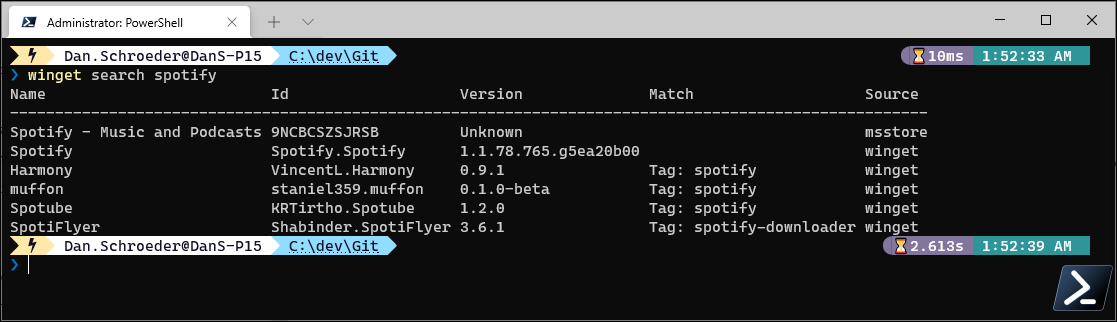 Administrator: PowerShell
Dan.Schroeder@DanS-P15 C:\dev\Git 10ms 1:52:33 AM
❯ winget search spotify
Name Id Version Match Source
--------------------------------------------------------------------------------------------------------
Spotify - Music and Podcasts 9NCBCSZSJRSB Unknown msstore
Spotify Spotify.Spotify 1.1.78.765.g5ea20b00 winget
Harmony VincentL.Harmony 0.9.1 Tag: spotify winget
muffon staniel359.muffon 0.1.0-beta Tag: spotify winget
Spotube KRTirtho.Spotube 1.2.0 Tag: spotify winget
SpotiFlyer Shabinder.SpotiFlyer 3.6.1 Tag: spotify-downloader winget
Dan.Schroeder@DanS-P15 C:\dev\Git 2.613s 1:52:39 AM
❯